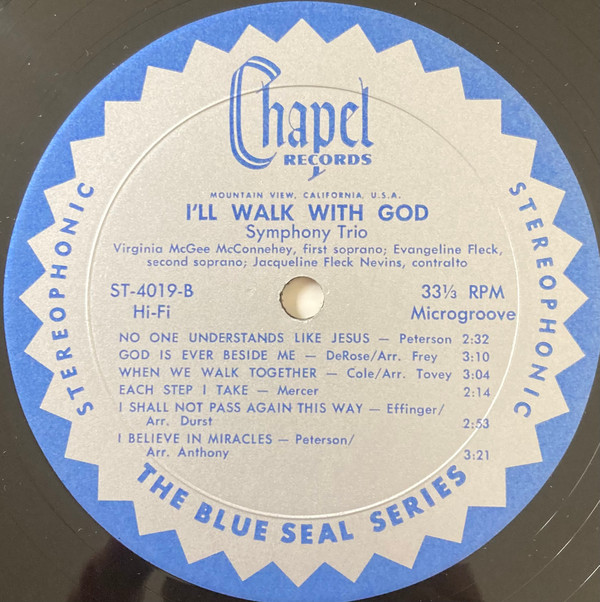 Chapel
RECORDS
MOUNTAIN VIEW, CALIFORNIA, U.S.A.
I'LL WALK WITH GOD
Symphony Trio
Virginia McGee McConnehey, first soprano; Evangeline Fleck,
second soprano; Jacqueline Fleck Nevins, contralto
ST-4019-B 33⅓ RPM
Hi-Fi Microgroove
NO ONE UNDERSTANDS LIKE JESUS — Peterson 2:32
GOD IS EVER BESIDE ME — DeRose/Arr. Frey 3:10
WHEN WE WALK TOGETHER — Cole/Arr. Tovey 3:04
EACH STEP I TAKE — Mercer 2:14
I SHALL NOT PASS AGAIN THIS WAY — Effinger/
Arr. Durst 2:53
I BELIEVE IN MIRACLES — Peterson/
Arr. Anthony 3:21
STEREOPHONIC
STEREOPHONIC
THE BLUE SEAL SERIES